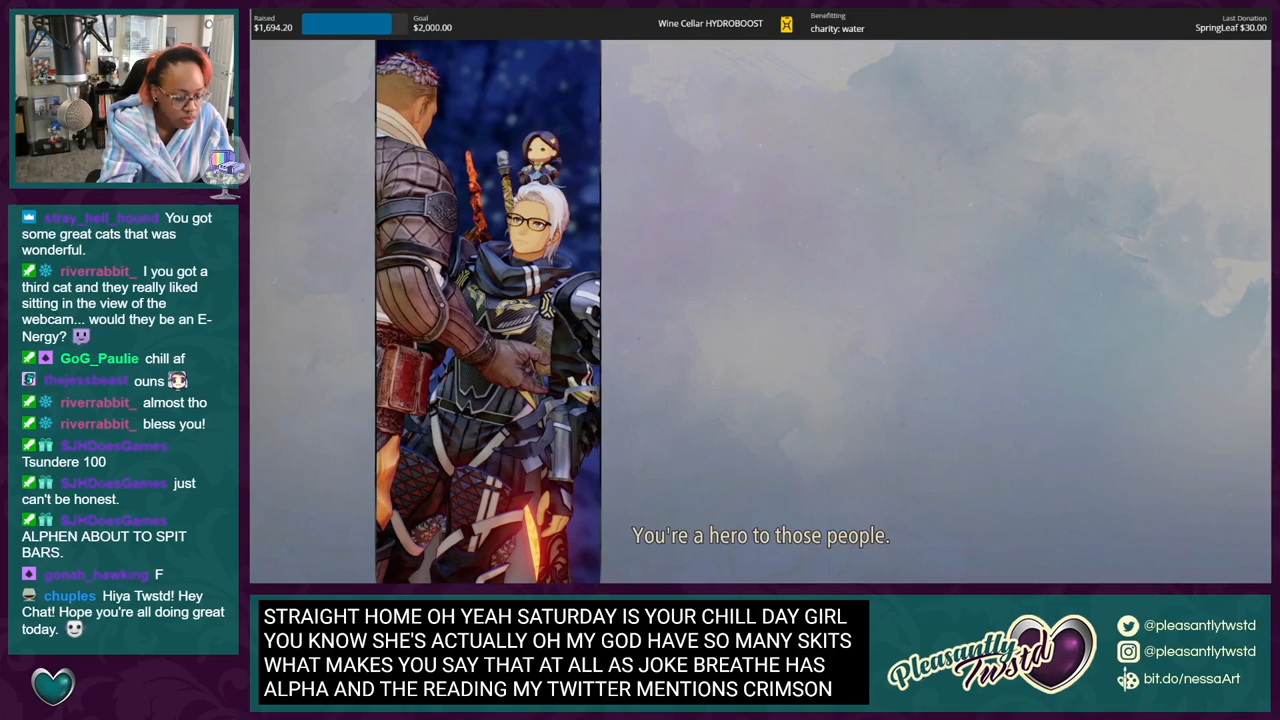 Raised
$1,694.20
Goal
$2,000.00
Wine Cellar HYDROBOOST
Benefitting
charity: water
Last Donation
SpringLeaf $30.00
stray_hell_hound You got
some great cats that was
wonderful.
riverrabbit_ I you got a
third cat and they really liked
sitting in the view of the
webcam... would they be an E-
Nergy?
GoG_Paulie chill af
thejessbeast ouns
riverrabbit_ almost tho
riverrabbit_ bless you!
SJHDoesGames
Tsundere 100
SJHDoesGames just
can't be honest.
SJHDoesGames
ALPHEN ABOUT TO SPIT
BARS.
gonah_hawking F
chuples Hiya Twstd! Hey
Chat! Hope you're all doing great
today.
You're a hero to those people.
STRAIGHT HOME OH YEAH SATURDAY IS YOUR CHILL DAY GIRL
YOU KNOW SHE'S ACTUALLY OH MY GOD HAVE SO MANY SKITS
WHAT MAKES YOU SAY THAT AT ALL AS JOKE BREATHE HAS
ALPHA AND THE READING MY TWITTER MENTIONS CRIMSON
Pleasantly
Twstd
@pleasantlytwstd
@pleasantlytwstd
bit.do/nessaArt